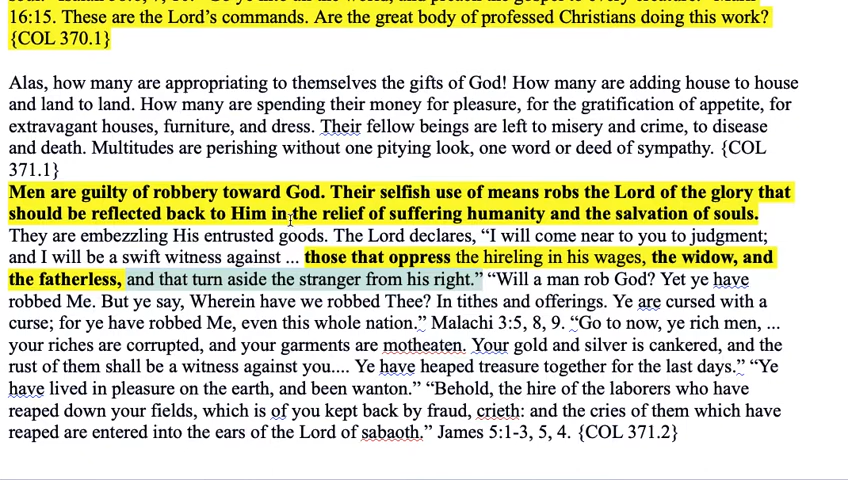 16:15. These are the Lord’s commands. Are the great body of professed Christians doing this work?
{COL 370.1}
Alas, how many are appropriating to themselves the gifts of God! How many are adding house to house
and land to land. How many are spending their money for pleasure, for the gratification of appetite, for
extravagant houses, furniture, and dress. Their fellow beings are left to misery and crime, to disease
and death. Multitudes are perishing without one pitying look, one word or deed of sympathy. {COL
371.1}
Men are guilty of robbery toward God. Their selfish use of means robs the Lord of the glory that
should be reflected back to Him in the relief of suffering humanity and the salvation of souls.
They are embezzling His entrusted goods. The Lord declares, “I will come near to you to judgment;
and I will be a swift witness against ... those that oppress the hireling in his wages, the widow, and
the fatherless, and that turn aside the stranger from his right.” “Will a man rob God? Yet ye have
robbed Me. But ye say, Wherein have we robbed Thee? In tithes and offerings. Ye are cursed with a
curse; for ye have robbed Me, even this whole nation.” Malachi 3:5, 8, 9. “Go to now, ye rich men, ...
your riches are corrupted, and your garments are motheaten. Your gold and silver is cankered, and the
rust of them shall be a witness against you.... Ye have heaped treasure together for the last days.” “Ye
have lived in pleasure on the earth, and been wanton.” “Behold, the hire of the laborers who have
reaped down your fields, which is of you kept back by fraud, crieth: and the cries of them which have
reaped are entered into the ears of the Lord of sabaoth.” James 5:1-3, 5, 4. {COL 371.2}